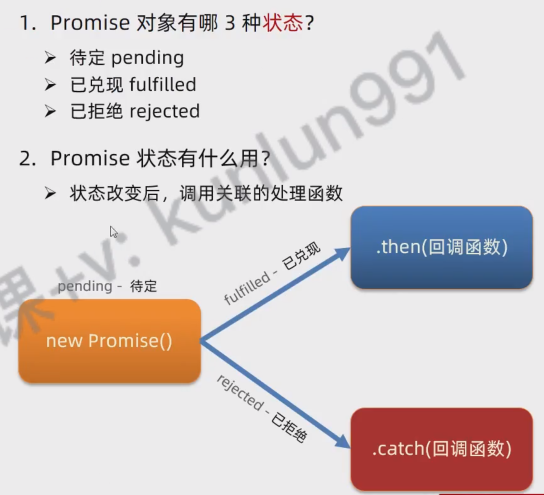 1. Promise 对象有哪 3 种状态？
➢ 待定 pending
➢ 已兑现 fulfilled
➢ 已拒绝 rejected
2. Promise 状态有什么用？
➢ 状态改变后，调用关联的处理函数
课+v: kunlun991
.then(回调函数)
fulfilled - 已兑现
pending - 待定
new Promise()
rejected - 已拒绝
.catch(回调函数)